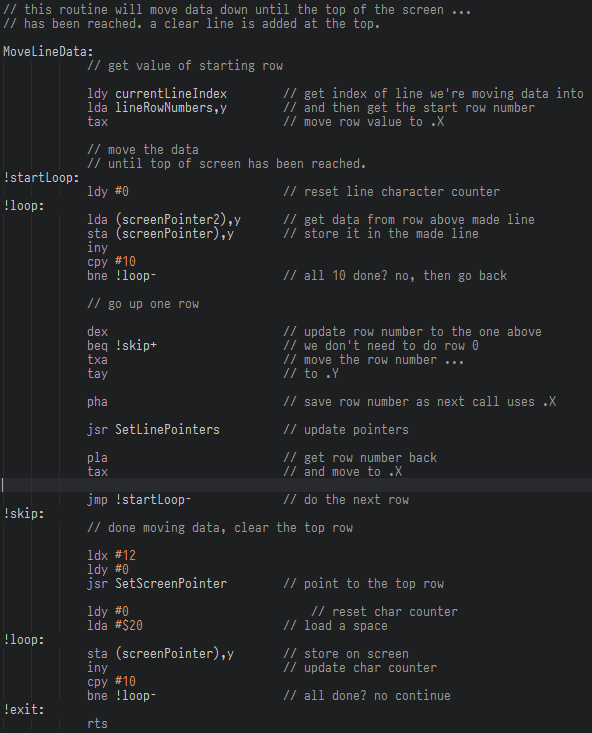 // this routine will move data down until the top of the screen ...
// has been reached. a clear line is added at the top.
MoveLineData:
// get value of starting row
ldy currentLineIndex // get index of line we're moving data into
lda lineRowNumbers,y // and then get the start row number
tax // move row value to .X
// move the data
// until top of screen has been reached.
!startLoop:
ldy #0 // reset line character counter
!loop:
lda (screenPointer2),y // get data from row above made line
sta (screenPointer),y // store it in the made line
iny
cpy #10
bne !loop- // all 10 done? no, then go back
// go up one row
dex // update row number to the one above
beq !skip+ // we don't need to do row 0
txa // move the row number ...
tay // to .Y
pha // save row number as next call uses .X
jsr SetLinePointers // update pointers
pla // get row number back
tax // and move to .X
jmp !startLoop- // do the next row
!skip:
// done moving data, clear the top row
ldx #12
ldy #0
jsr SetScreenPointer // point to the top row
ldy #0 // reset char counter
lda #$20 // load a space
!loop:
sta (screenPointer),y // store on screen
iny // update char counter
cpy #10
bne !loop- // all done? no continue
!exit:
rts